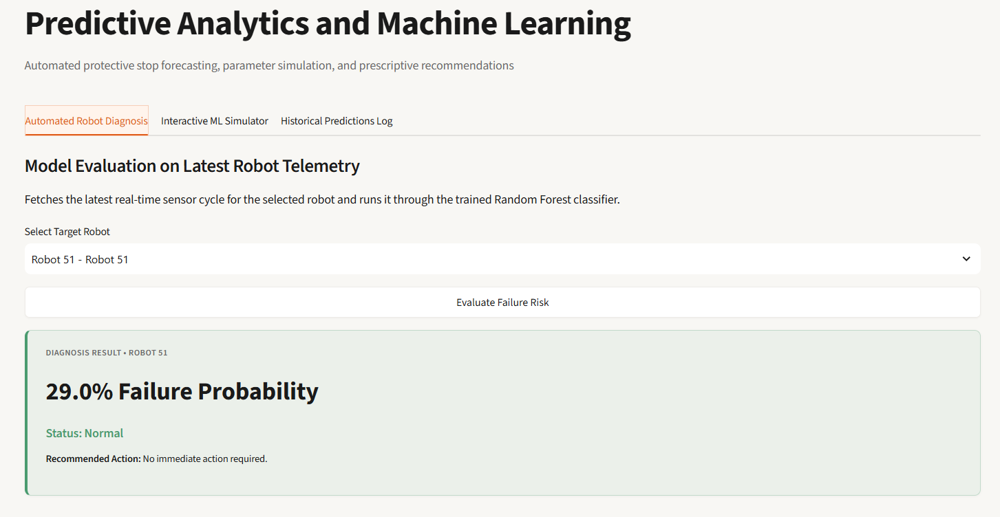 Predictive Analytics and Machine Learning
Automated protective stop forecasting, parameter simulation, and prescriptive recommendations
Automated Robot Diagnosis Interactive ML Simulator Historical Predictions Log
Model Evaluation on Latest Robot Telemetry
Fetches the latest real-time sensor cycle for the selected robot and runs it through the trained Random Forest classifier.
Select Target Robot
Robot 51 - Robot 51
Evaluate Failure Risk
DIAGNOSIS RESULT • ROBOT 51
29.0% Failure Probability
Status: Normal
Recommended Action: No immediate action required.